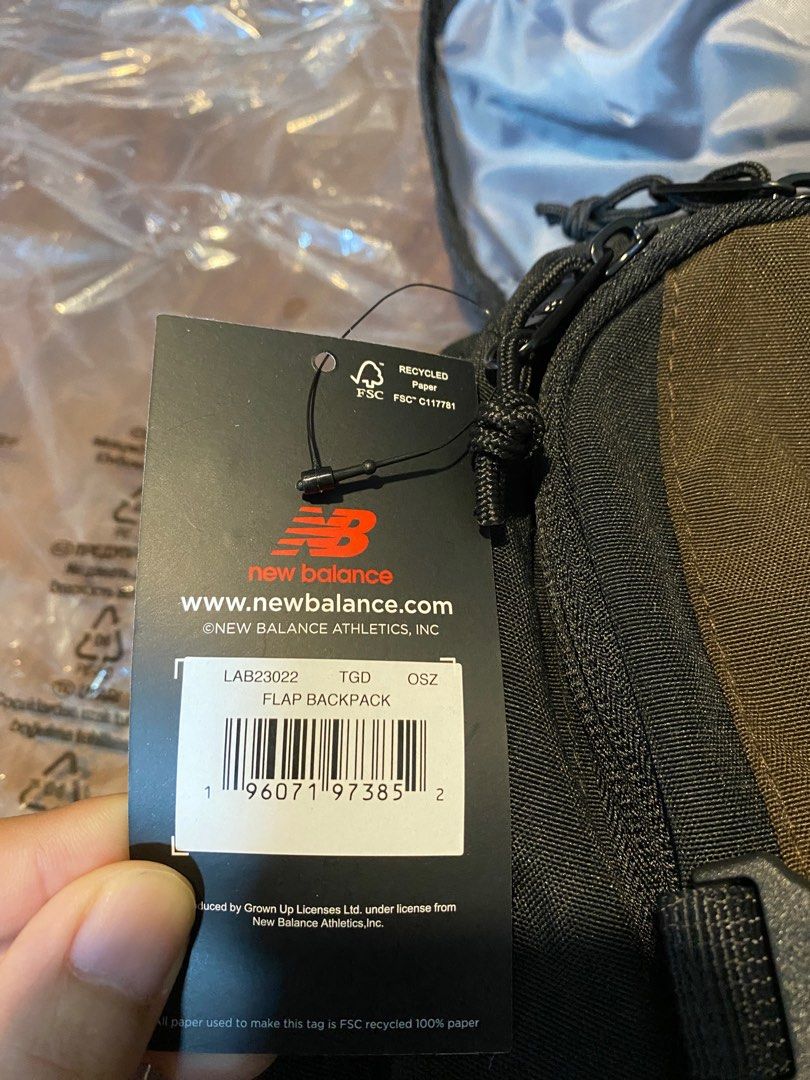 RECYCLED
Paper
FSC™ C117781
FSC
NB
new balance
www.newbalance.com
©NEW BALANCE ATHLETICS, INC
LAB23022 TGD OSZ
FLAP BACKPACK
1 96071 97385 2
by Grown Up Licenses Ltd. under license from
New Balance Athletics,Inc.
paper used to make this tag is FSC recycled 100% paper